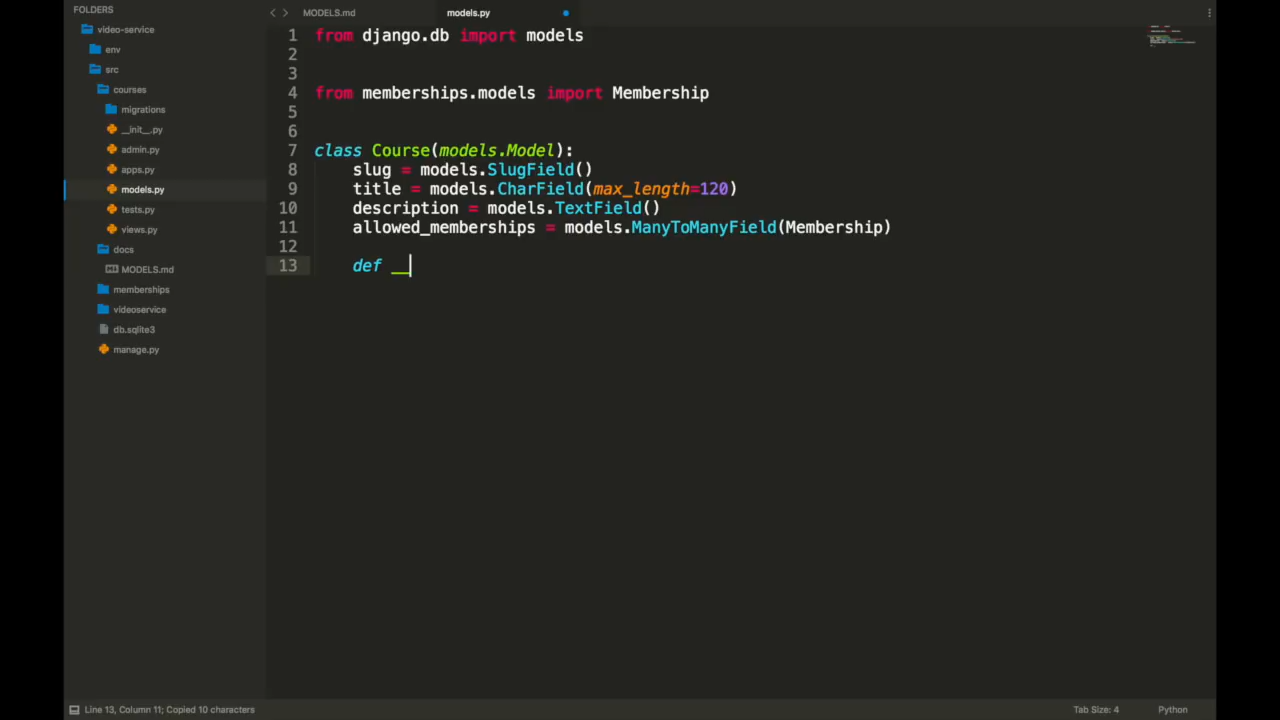 FOLDERS
video-service
env
src
courses
migrations
__init__.py
admin.py
apps.py
models.py
tests.py
views.py
docs
MODELS.md
memberships
videoservice
db.sqlite3
manage.py
MODELS.md
models.py
1 from django.db import models
2
3
4 from memberships.models import Membership
5
6
7 class Course(models.Model):
8     slug = models.SlugField()
9     title = models.CharField(max_length=120)
10     description = models.TextField()
11     allowed_memberships = models.ManyToManyField(Membership)
12
13     def __
Line 13, Column 11; Copied 10 characters
Tab Size: 4
Python